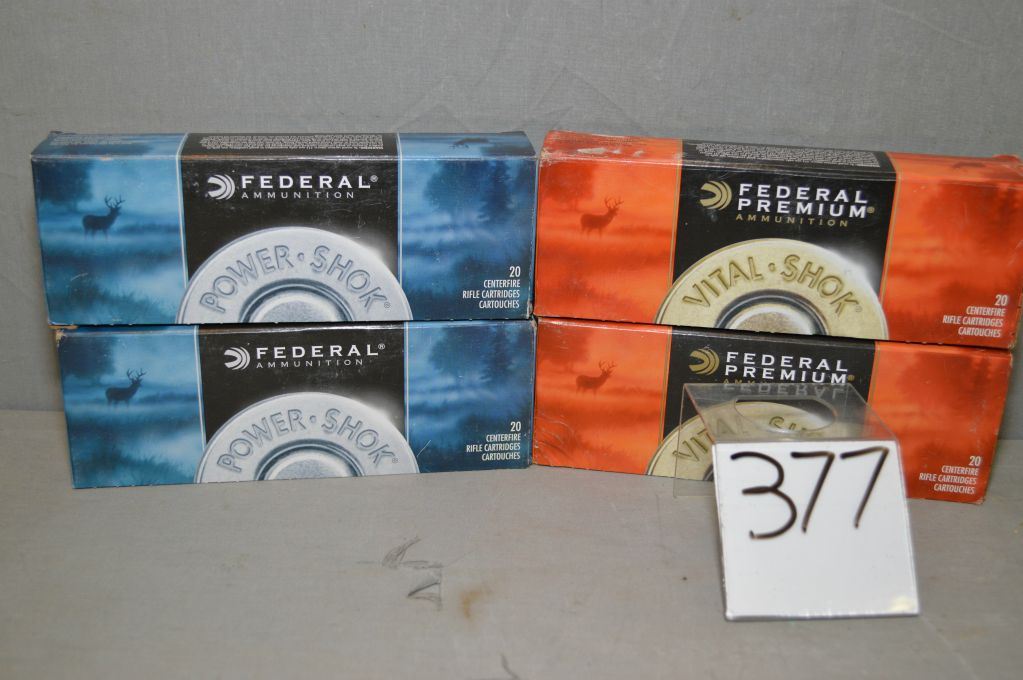 FEDERAL®
AMMUNITION
POWER·SHOK®
20
CENTERFIRE
RIFLE CARTRIDGES
CARTOUCHES
FEDERAL
PREMIUM®
AMMUNITION
VITAL·SHOK®
20
CENTERFIRE
RIFLE CARTRIDGES
CARTOUCHES
FEDERAL®
AMMUNITION
POWER·SHOK®
20
CENTERFIRE
RIFLE CARTRIDGES
CARTOUCHES
FEDERAL
PREMIUM®
VITAL
20
CENTERFIRE
RIFLE CARTRIDGES
CARTOUCHES
377